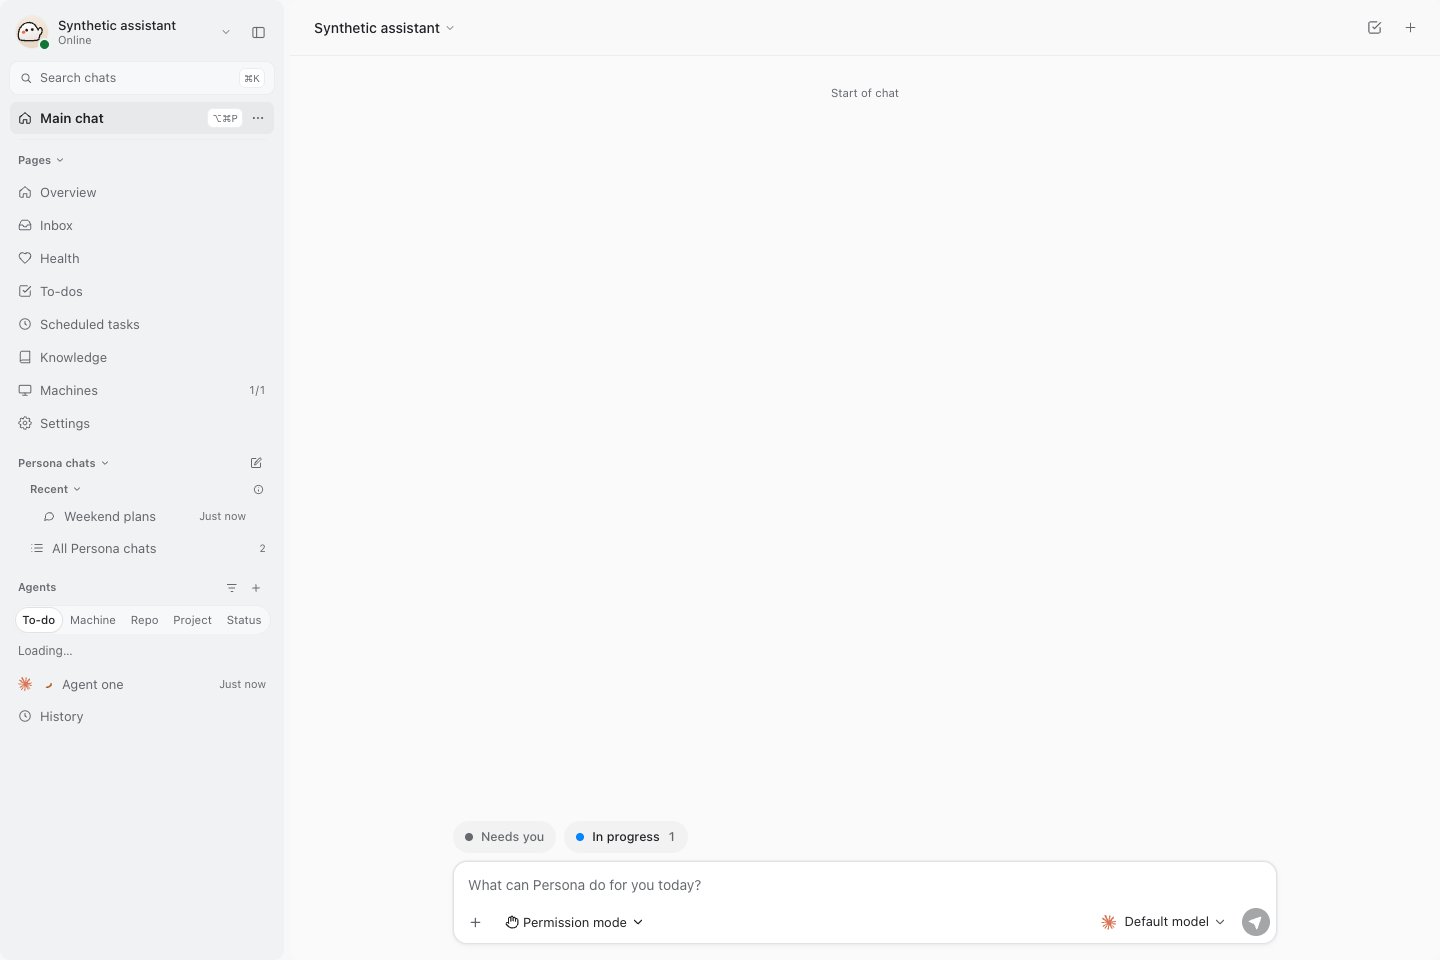 Synthetic assistant
Online
Search chats ⌘K
Main chat ⌥⌘P
Pages
Overview
Inbox
Health
To-dos
Scheduled tasks
Knowledge
Machines 1/1
Settings
Persona chats
Recent
Weekend plans Just now
All Persona chats 2
Agents
To-do Machine Repo Project Status
Loading...
Agent one Just now
History
Synthetic assistant
Start of chat
Needs you In progress 1
What can Persona do for you today?
Permission mode Default model